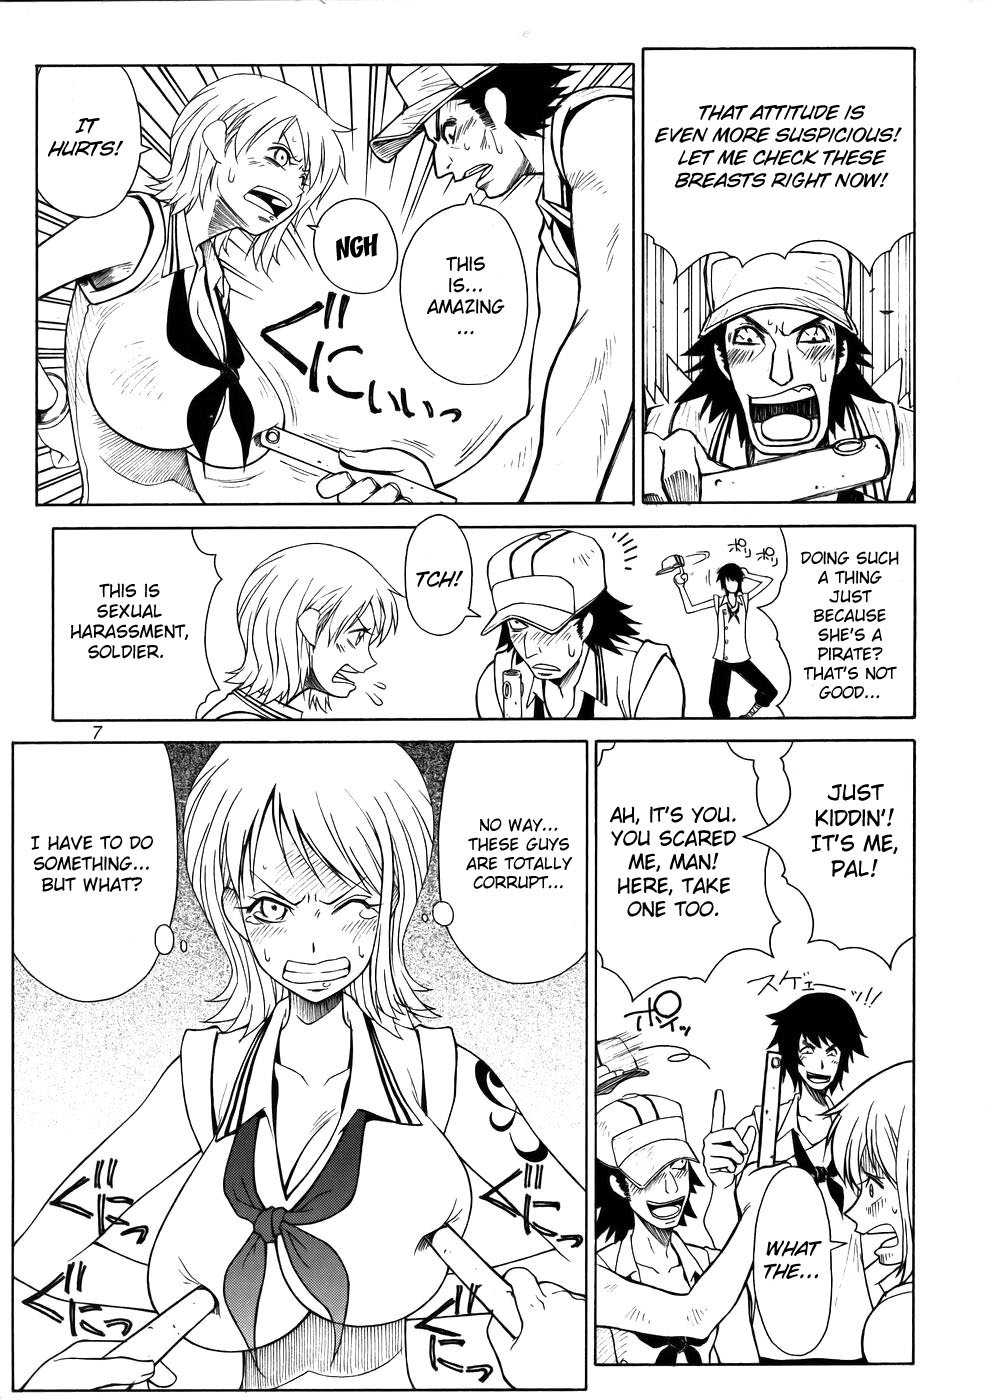 THAT ATTITUDE IS
EVEN MORE SUSPICIOUS!
LET ME CHECK THESE
BREASTS RIGHT NOW!
THIS
IS...
AMAZING
...
NGH
IT
HURTS!
ぐにぃぃっ
DOING SUCH
A THING
JUST
BECAUSE
SHE'S A
PIRATE?
THAT'S NOT
GOOD...
ポリ
ポリ
TCH!
THIS IS
SEXUAL
HARASSMENT,
SOLDIER.
7
JUST
KIDDIN'!
IT'S ME,
PAL!
AH, IT'S YOU.
YOU SCARED
ME, MAN!
HERE, TAKE
ONE TOO.
スゲェーッ!!
ポイッ
WHAT
THE...
NO WAY...
THESE GUYS
ARE TOTALLY
CORRUPT...
I HAVE TO DO
SOMETHING...
BUT WHAT?
ぐにっ
ぐにっ
ぐにっ
ぐにっ